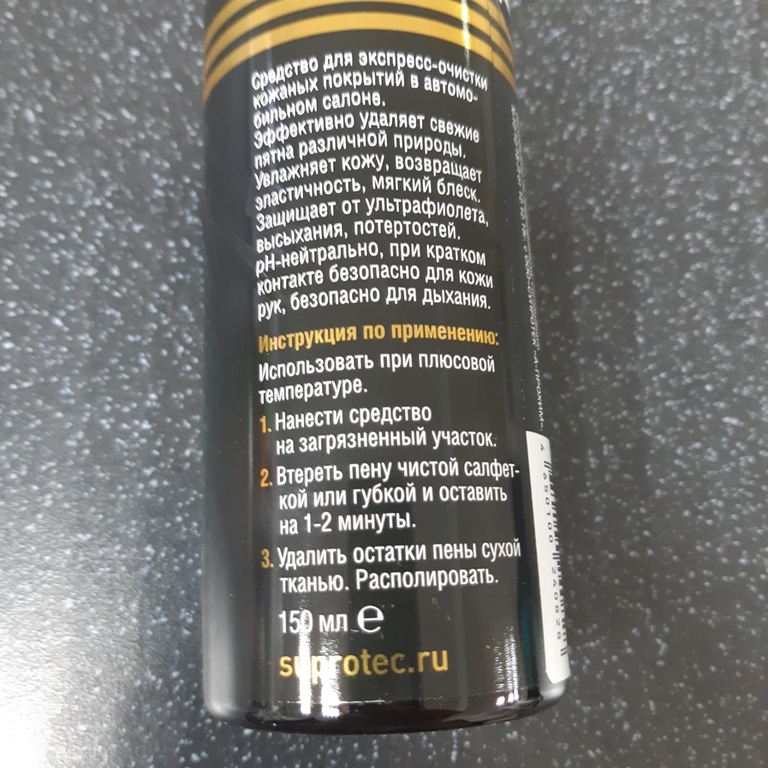 Средство для экспресс-очистки
кожаных покрытий в автомо-
бильном салоне.
Эффективно удаляет свежие
пятна различной природы.
Увлажняет кожу, возвращает
эластичность, мягкий блеск.
Защищает от ультрафиолета,
высыхания, потертостей.
pH-нейтрально, при кратком
контакте безопасно для кожи
рук, безопасно для дыхания.
Инструкция по применению:
Использовать при плюсовой
температуре.
1. Нанести средство
на загрязненный участок.
2. Втереть пену чистой салфет-
кой или губкой и оставить
на 1-2 минуты.
3. Удалить остатки пены сухой
тканью. Располировать.
150 мл ℮
suprotec.ru
4 650100 240828